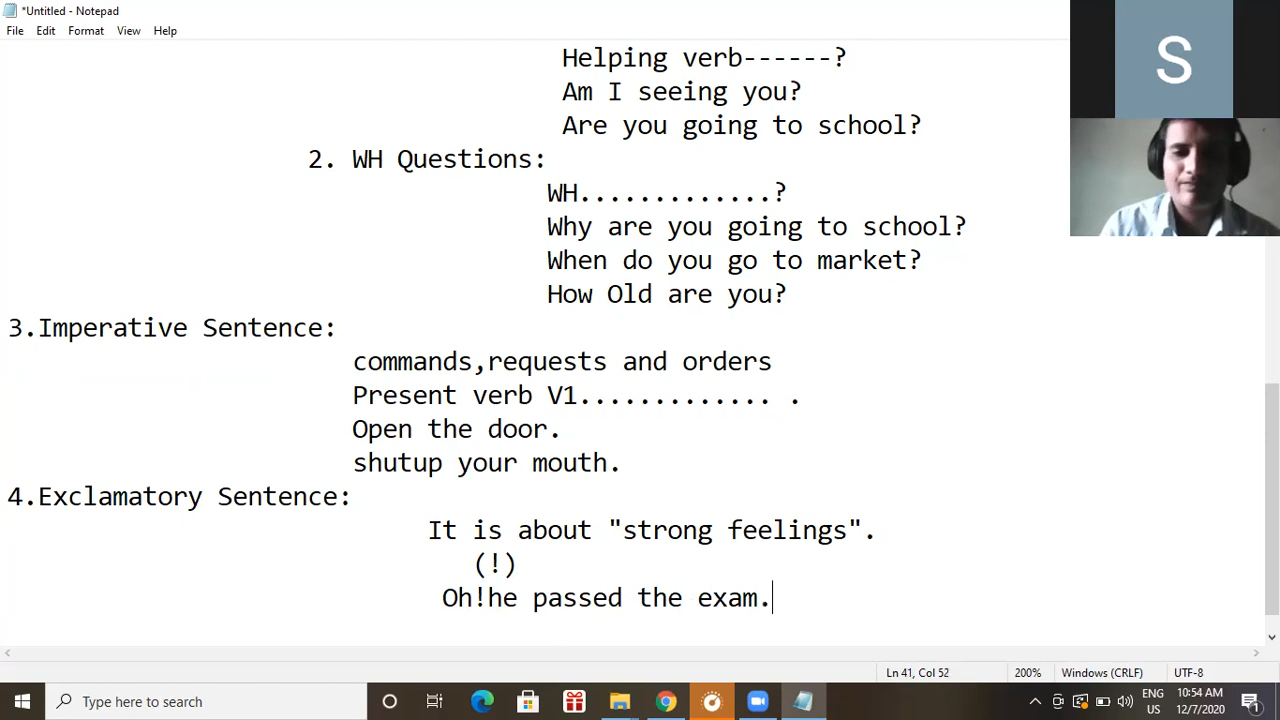 *Untitled - Notepad
File Edit Format View Help
Helping verb------?
Am I seeing you?
Are you going to school?
2. WH Questions:
WH.............?
Why are you going to school?
When do you go to market?
How Old are you?
3.Imperative Sentence:
commands,requests and orders
Present verb V1............. .
Open the door.
shutup your mouth.
4.Exclamatory Sentence:
It is about "strong feelings".
(!)
Oh!he passed the exam.
S
Ln 41, Col 52 200% Windows (CRLF) UTF-8
Type here to search
ENG
US
10:54 AM
12/7/2020
1